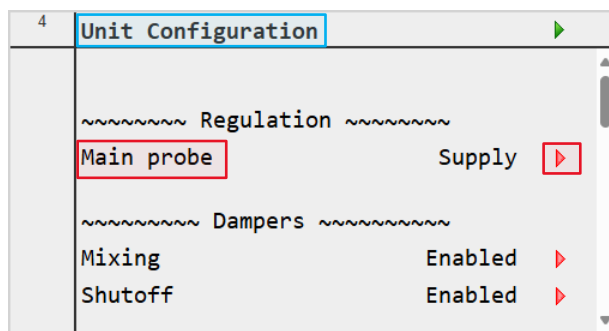 4
Unit Configuration
~~~~~~~~ Regulation ~~~~~~~~
Main probe Supply
~~~~~~~~~ Dampers ~~~~~~~~~~
Mixing Enabled
Shutoff Enabled